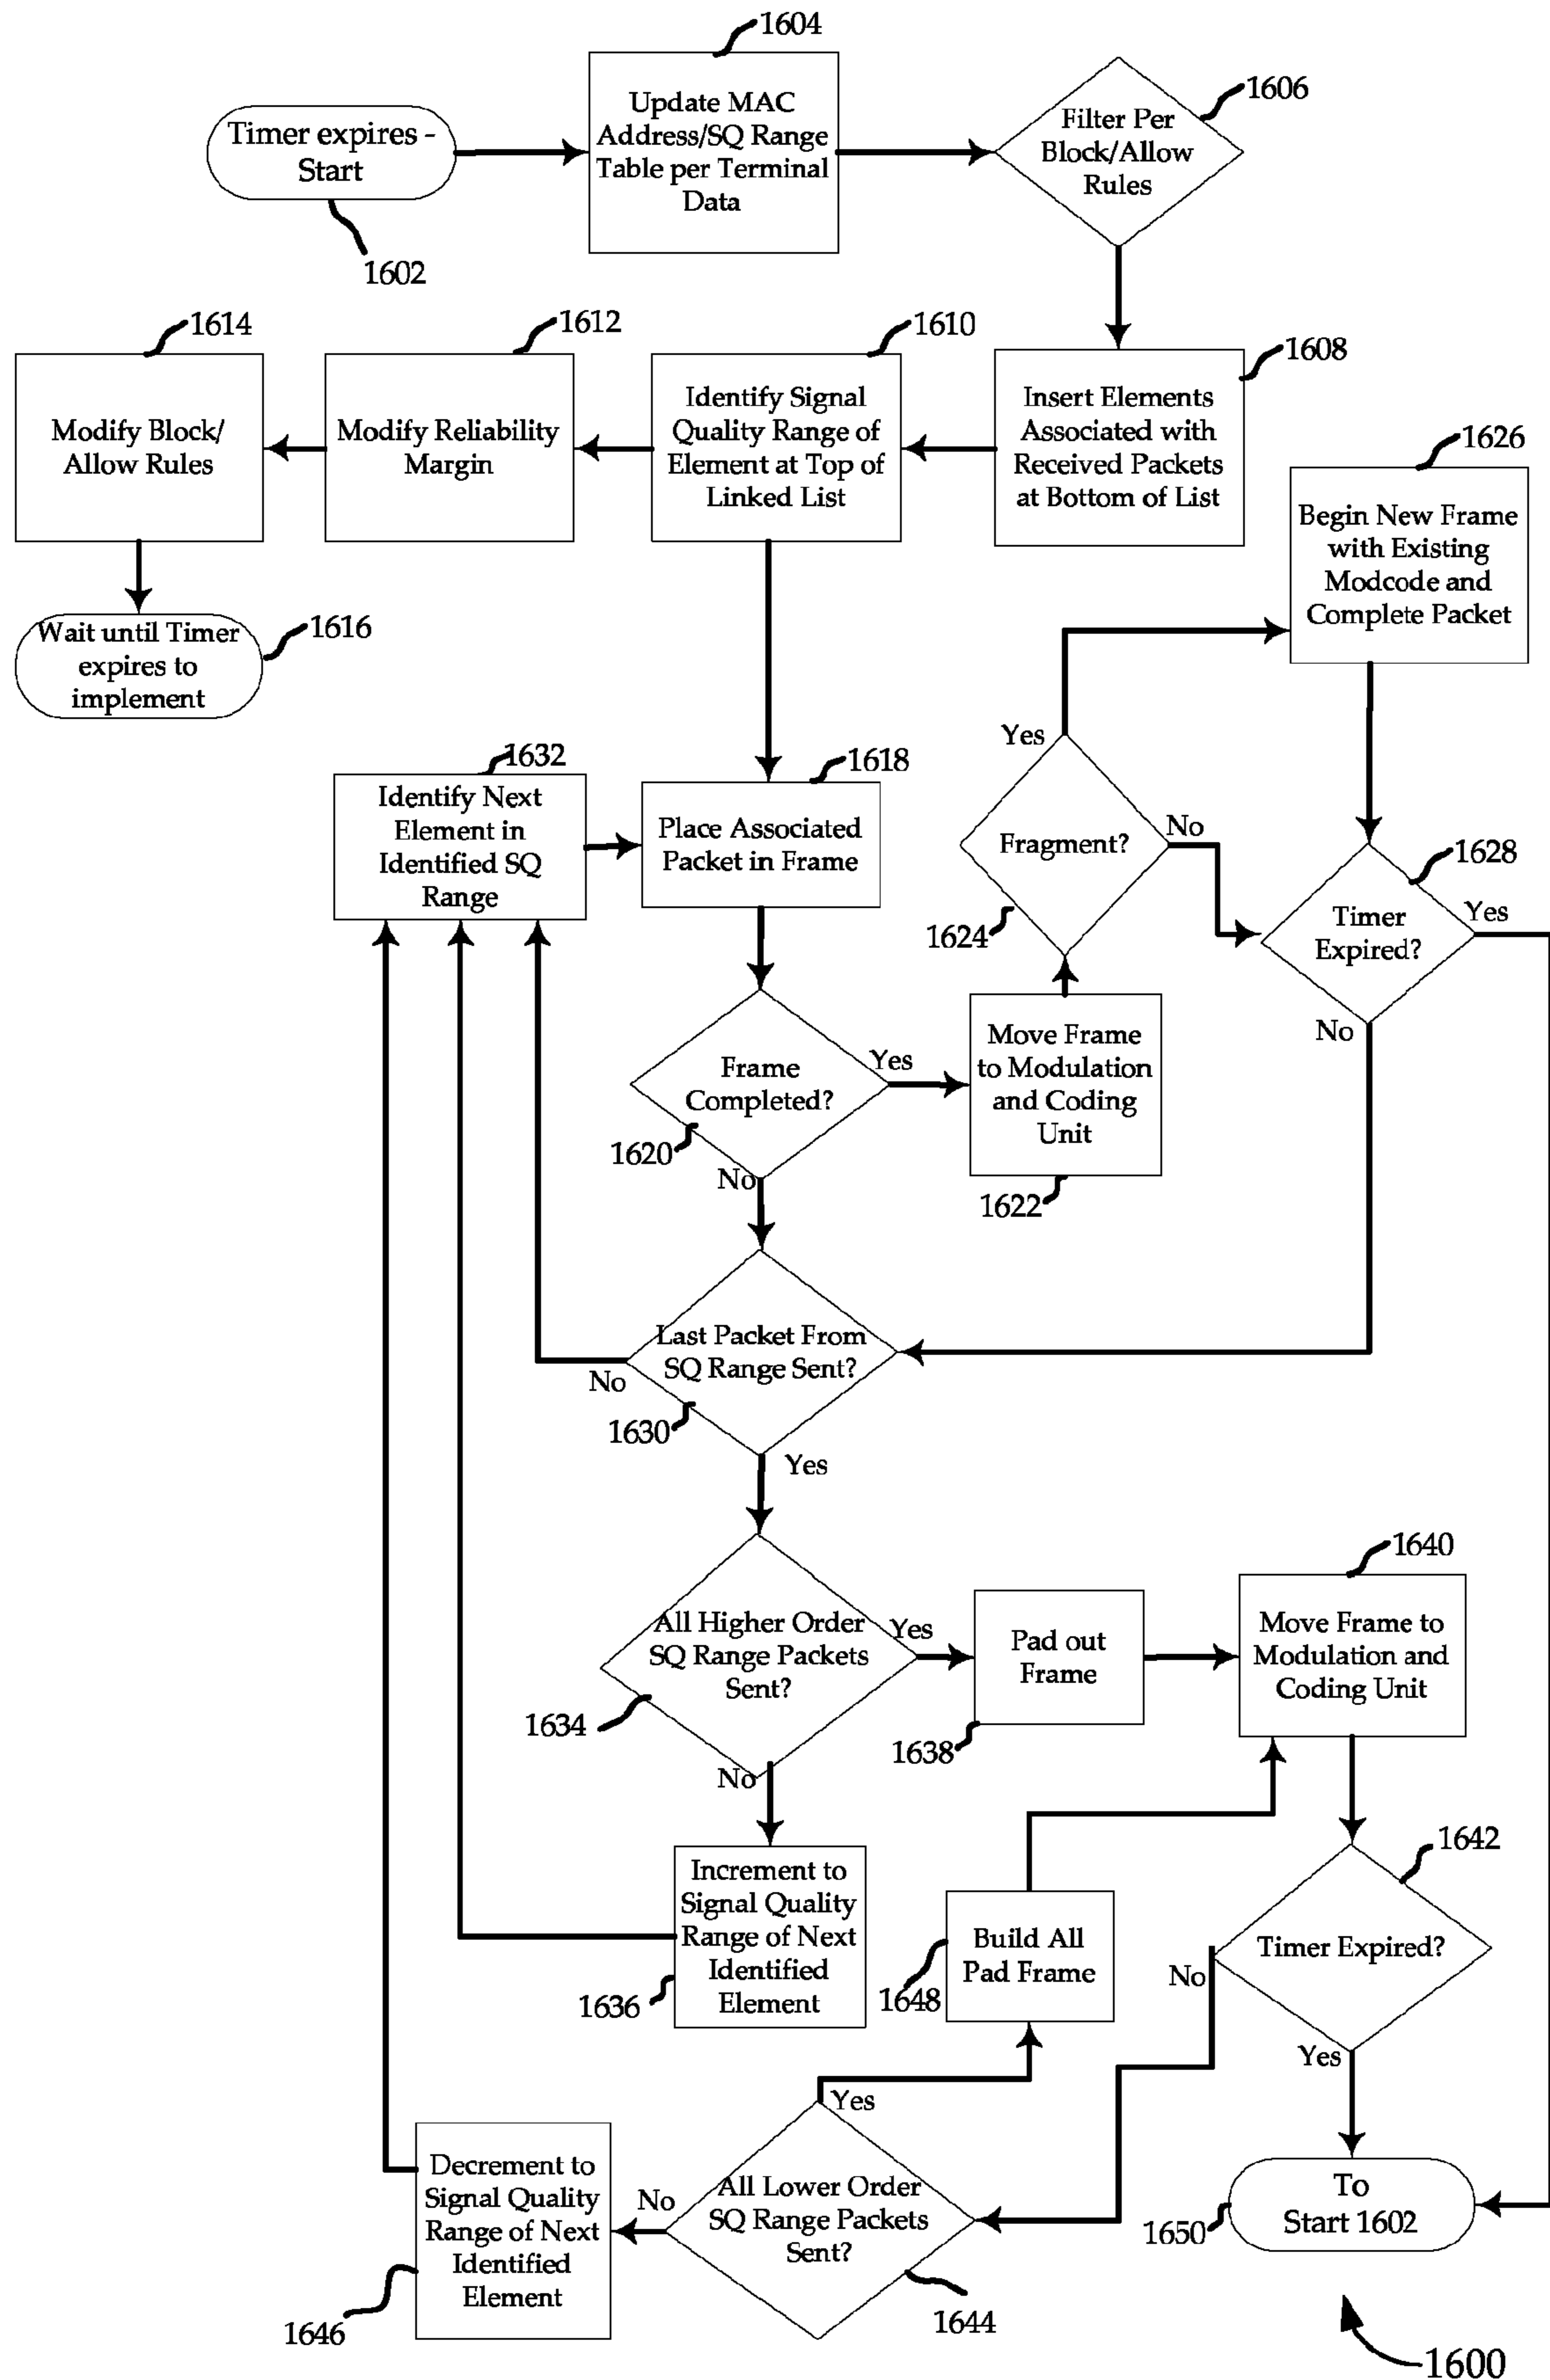 1604
Update MAC
Address/SQ Range
Table per Terminal
Data
1606
Filter Per
Block/Allow
Rules
Timer expires -
Start
1602
1614
Modify Block/
Allow Rules
1612
Modify Reliability
Margin
1610
Identify Signal
Quality Range of
Element at Top of
Linked List
1608
Insert Elements
Associated with
Received Packets
at Bottom of List
1626
Begin New Frame
with Existing
Modcode and
Complete Packet
Wait until Timer
expires to
implement
1616
1632
Identify Next
Element in
Identified SQ
Range
1618
Place Associated
Packet in Frame
Yes
Fragment?
No
1624
1628
Timer
Expired?
Yes
No
Frame
Completed?
Yes
1620
No
Move Frame
to Modulation
and Coding
Unit
1622
Last Packet From
SQ Range Sent?
No
1630
Yes
All Higher Order
SQ Range Packets
Sent?
Yes
1634
No
Pad out
Frame
1638
1640
Move Frame to
Modulation and
Coding Unit
Increment to
Signal Quality
Range of Next
Identified
Element
1636
Build All
Pad Frame
1648
1642
Timer Expired?
No
Yes
Decrement to
Signal Quality
Range of Next
Identified
Element
1646
No
Yes
All Lower Order
SQ Range Packets
Sent?
1644
To
Start 1602
1650
1600